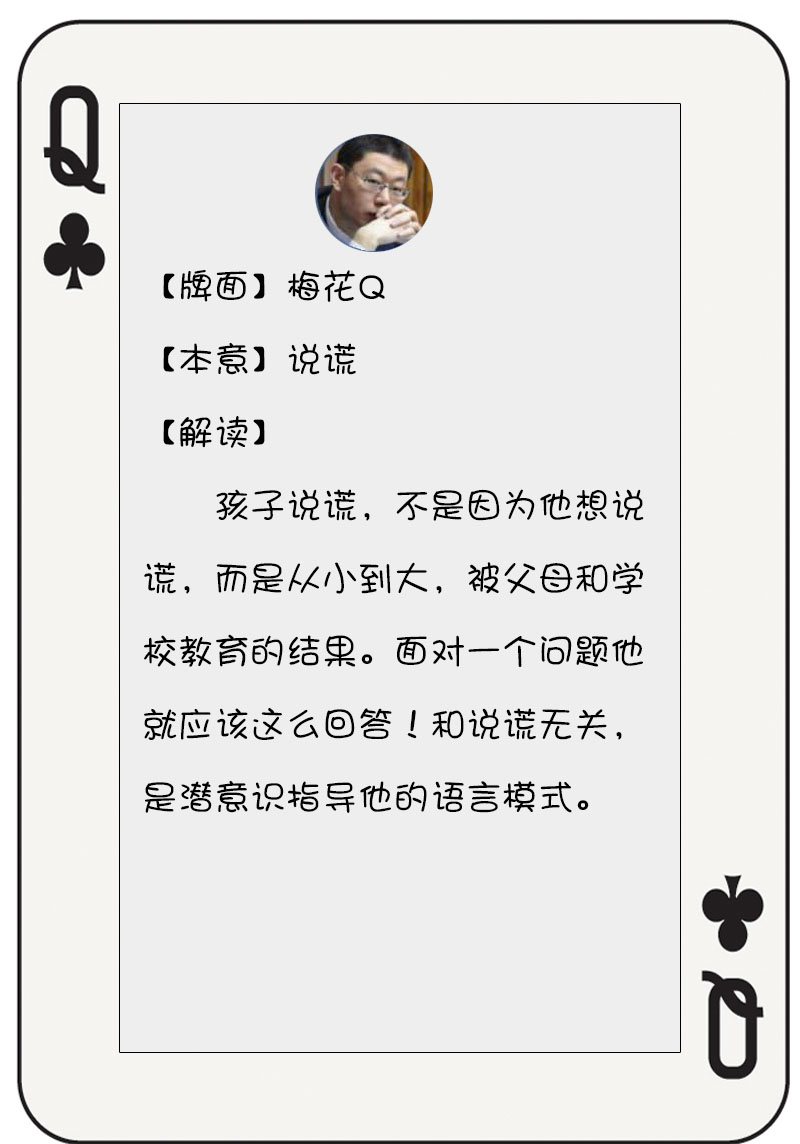 Q
【牌面】梅花Q
【本意】说谎
【解读】
孩子说谎，不是因为他想说
谎，而是从小到大，被父母和学
校教育的结果。面对一个问题他
就应该这么回答！和说谎无关，
是潜意识指导他的语言模式。
Q